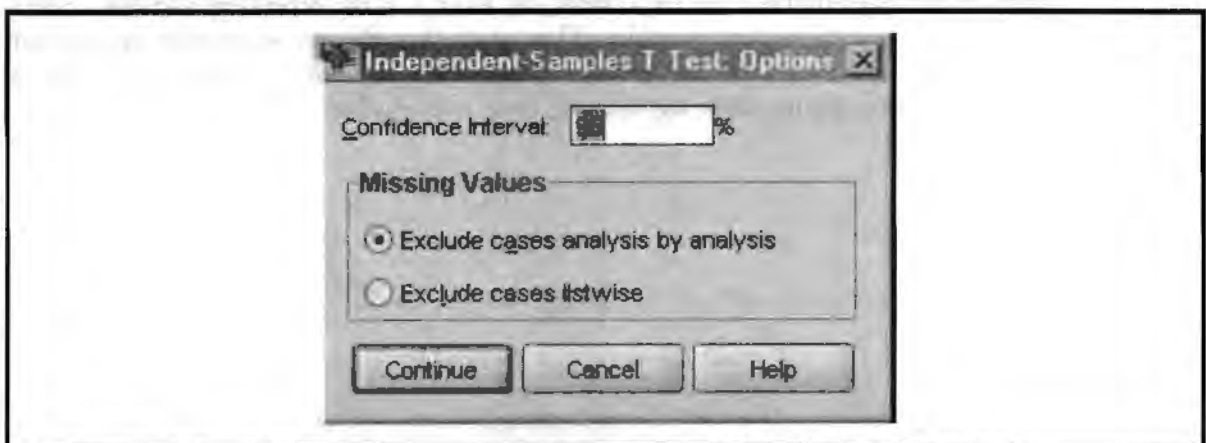 Independent-Samples T Test: Options
Confidence Interval: %
Missing Values
Exclude cases analysis by analysis
Exclude cases listwise
Continue Cancel Help